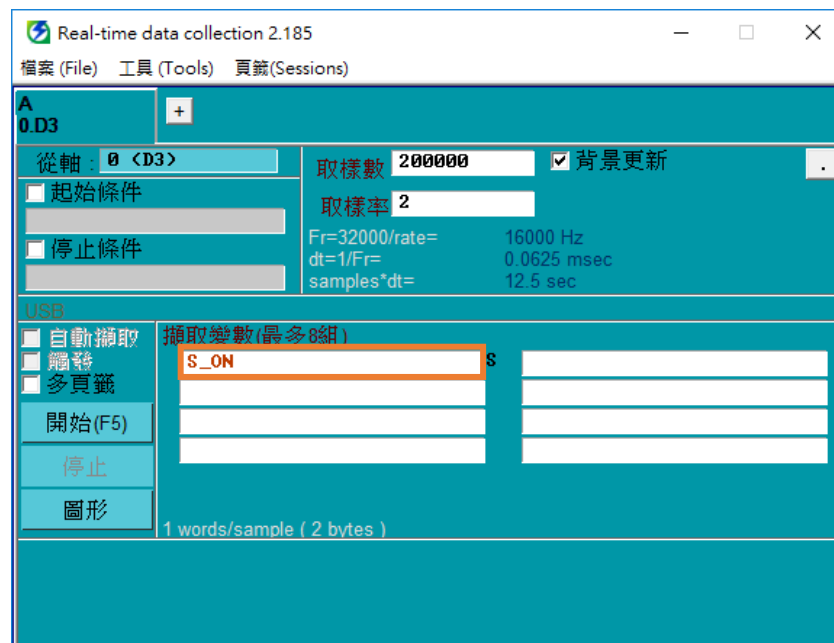 Real-time data collection 2.185
檔案 (File) 工具 (Tools) 頁籤(Sessions)
A
0.D3
+
從軸 : 0 (D3)
起始條件
停止條件
取樣數 200000
背景更新
.
取樣率 2
Fr=32000/rate= 16000 Hz
dt=1/Fr= 0.0625 msec
samples*dt= 12.5 sec
USB
自動擷取
觸發
多頁籤
開始(F5)
停止
圖形
擷取變數(最多8組)
S_ON S
1 words/sample ( 2 bytes )